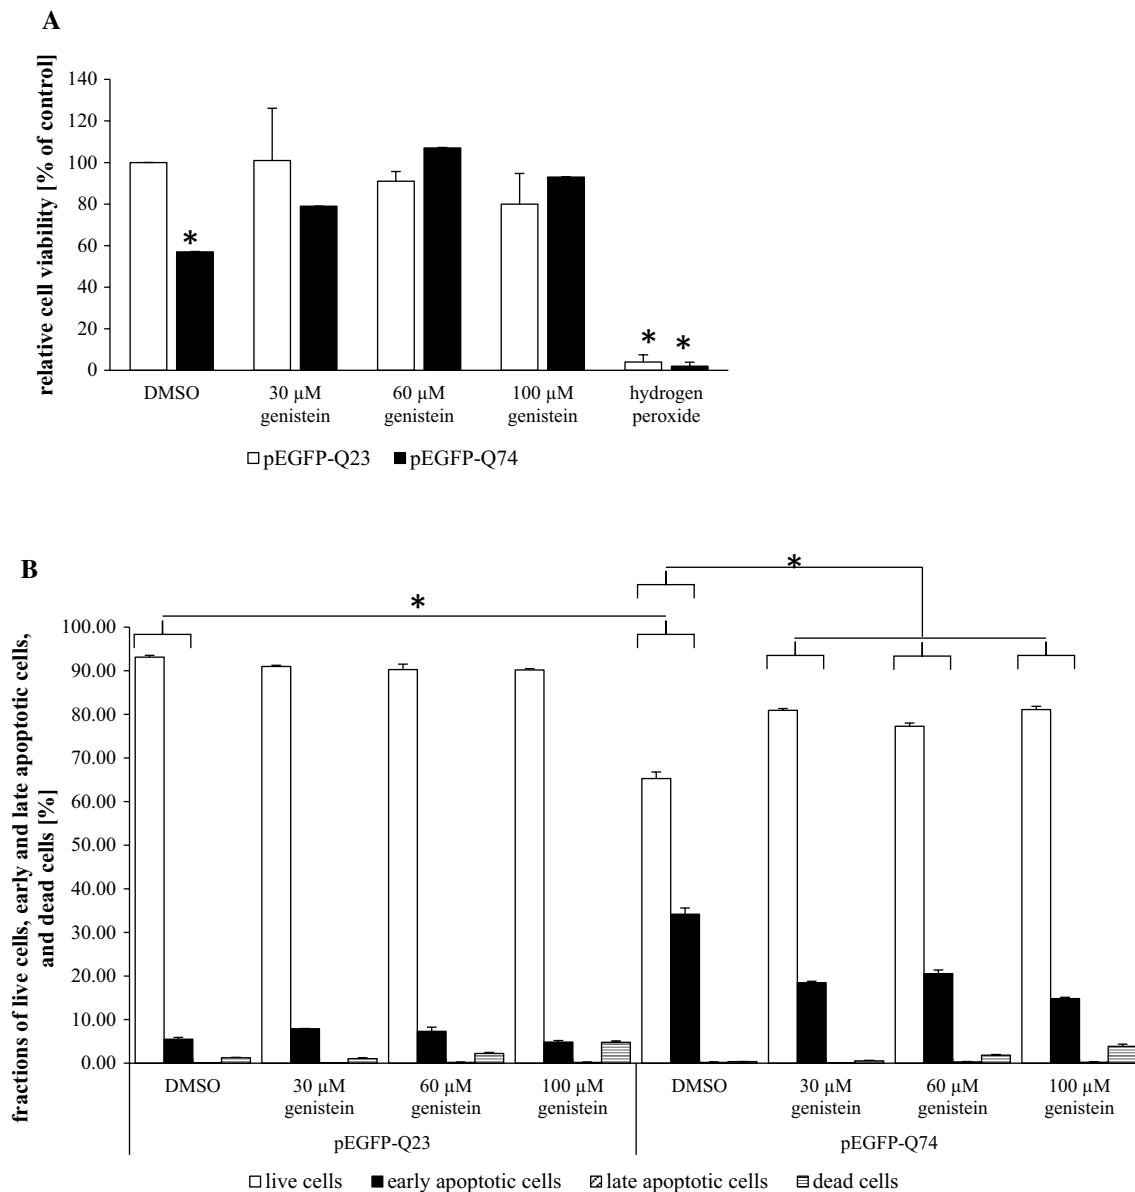 A
relative cell viability [% of control]
140
120
100
80
60
40
20
0
*
*
*
DMSO
30 µM
genistein
60 µM
genistein
100 µM
genistein
hydrogen
peroxide
pEGFP-Q23
pEGFP-Q74
B
fractions of live cells, early and late apoptotic cells,
and dead cells [%]
*
*
100.00
90.00
80.00
70.00
60.00
50.00
40.00
30.00
20.00
10.00
0.00
DMSO
30 µM
genistein
60 µM
genistein
100 µM
genistein
DMSO
30 µM
genistein
60 µM
genistein
100 µM
genistein
pEGFP-Q23
pEGFP-Q74
live cells
early apoptotic cells
late apoptotic cells
dead cells